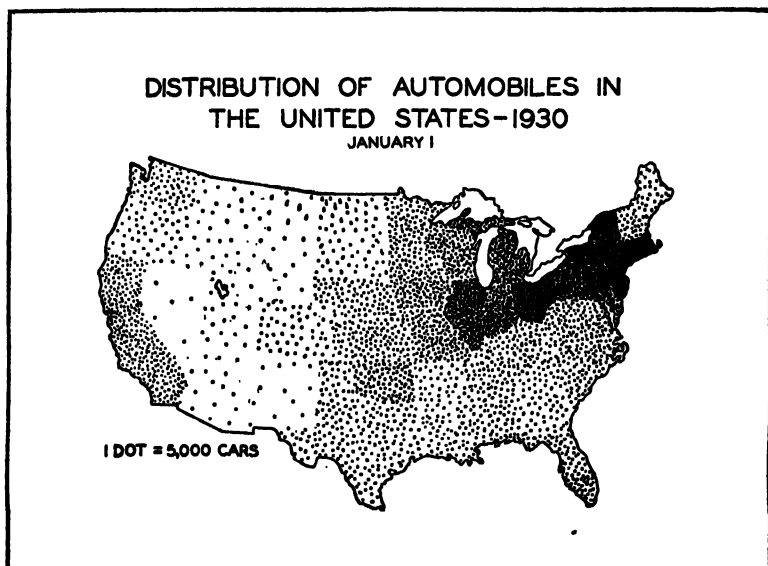 DISTRIBUTION OF AUTOMOBILES IN
THE UNITED STATES-1930
JANUARY 1
1 DOT = 5,000 CARS